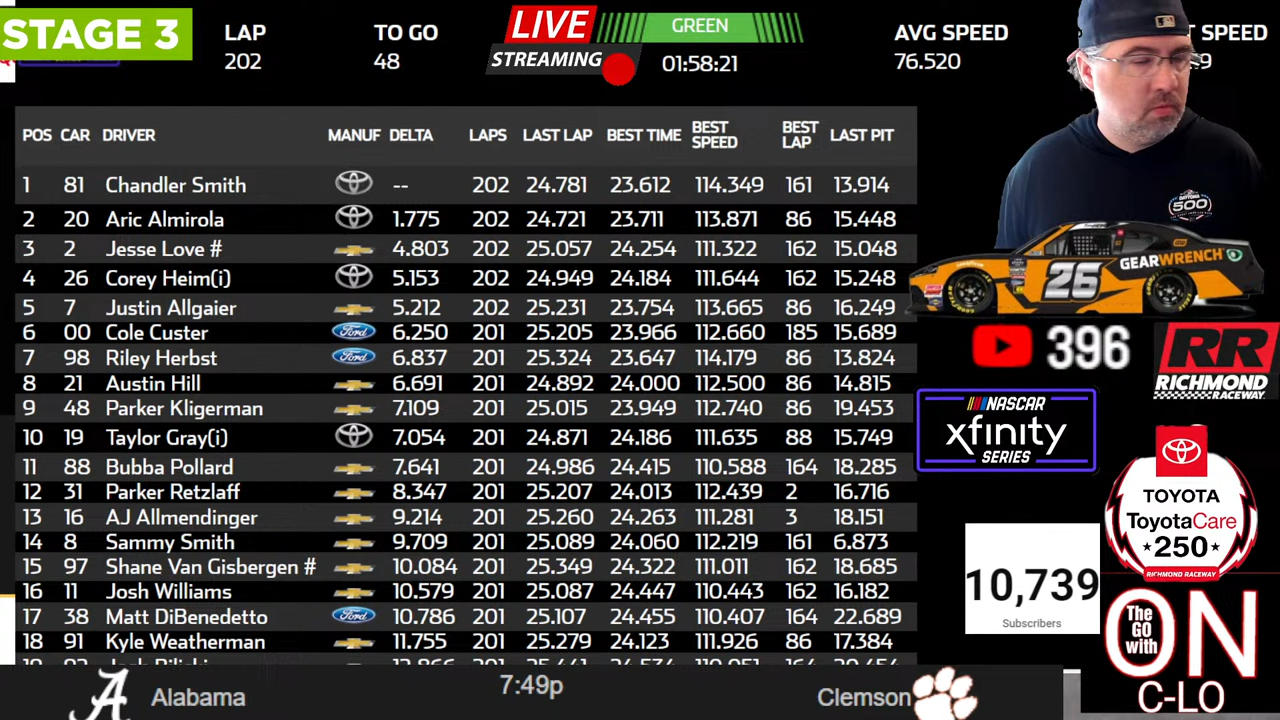 STAGE 3
LAP
202
TO GO
48
LIVE
STREAMING
GREEN
01:58:21
AVG SPEED
76.520
SPEED
POS CAR DRIVER MANUF DELTA LAPS LAST LAP BEST TIME BEST SPEED BEST LAP LAST PIT
1 81 Chandler Smith -- 202 24.781 23.612 114.349 161 13.914
2 20 Aric Almirola 1.775 202 24.721 23.711 113.871 86 15.448
3 2 Jesse Love # 4.803 202 25.057 24.254 111.322 162 15.048
4 26 Corey Heim(i) 5.153 202 24.949 24.184 111.644 162 15.248
5 7 Justin Allgaier 5.212 202 25.231 23.754 113.665 86 16.249
6 00 Cole Custer Ford 6.250 201 25.205 23.966 112.660 185 15.689
7 98 Riley Herbst Ford 6.837 201 25.324 23.647 114.179 86 13.824
8 21 Austin Hill 6.691 201 24.892 24.000 112.500 86 14.815
9 48 Parker Kligerman 7.109 201 25.015 23.949 112.740 86 19.453
10 19 Taylor Gray(i) 7.054 201 24.871 24.186 111.635 88 15.749
11 88 Bubba Pollard 7.641 201 24.986 24.415 110.588 164 18.285
12 31 Parker Retzlaff 8.347 201 25.207 24.013 112.439 2 16.716
13 16 AJ Allmendinger 9.214 201 25.260 24.263 111.281 3 18.151
14 8 Sammy Smith 9.709 201 25.089 24.060 112.219 161 6.873
15 97 Shane Van Gisbergen # 10.084 201 25.349 24.322 111.011 162 18.685
16 11 Josh Williams 10.579 201 25.087 24.447 110.443 162 16.182
17 38 Matt DiBenedetto Ford 10.786 201 25.107 24.455 110.407 164 22.689
18 91 Kyle Weatherman 11.755 201 25.279 24.123 111.926 86 17.384
DAYTONA
500
26
GEARWRENCH
396
RR
RICHMOND
RACEWAY
NASCAR
xfinity
SERIES
TOYOTA
ToyotaCare
250
RICHMOND RACEWAY
10,739
Subscribers
The
GO
with
ON
C-LO
A Alabama
7:49p
Clemson